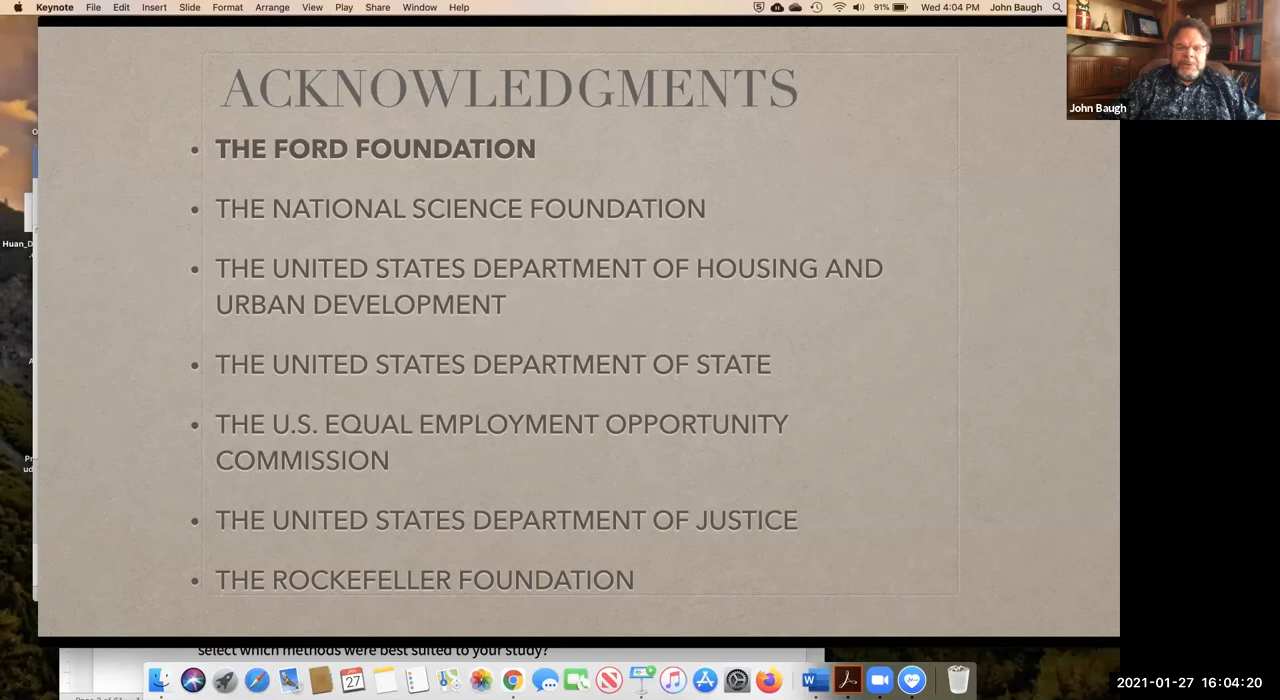 Keynote File Edit Insert Slide Format Arrange View Play Share Window Help 91% Wed 4:04 PM John Baugh
ACKNOWLEDGMENTS
• THE FORD FOUNDATION
• THE NATIONAL SCIENCE FOUNDATION
• THE UNITED STATES DEPARTMENT OF HOUSING AND
URBAN DEVELOPMENT
• THE UNITED STATES DEPARTMENT OF STATE
• THE U.S. EQUAL EMPLOYMENT OPPORTUNITY
COMMISSION
• THE UNITED STATES DEPARTMENT OF JUSTICE
• THE ROCKEFELLER FOUNDATION
John Baugh
Huan_D
select which methods were best suited to your study?
27
2021-01-27 16:04:20